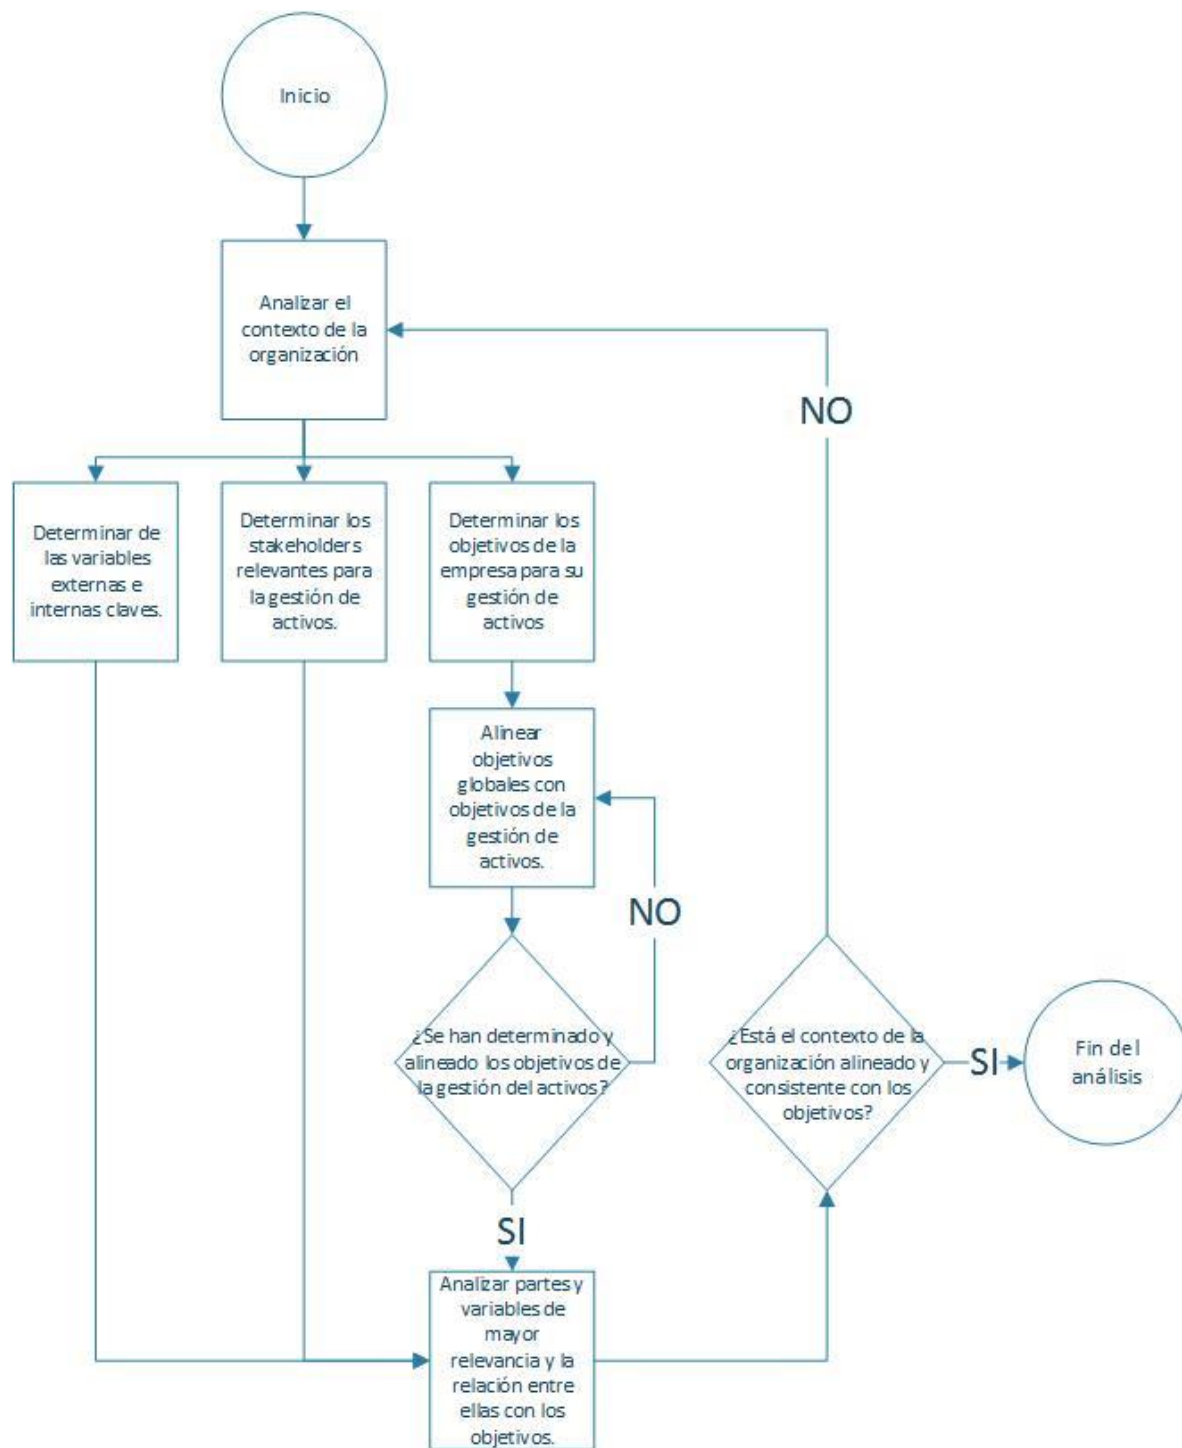 Inicio
Analizar el
contexto de la
organización
NO
Determinar de
las variables
externas e
internas claves.
Determinar los
stakeholders
relevantes para
la gestión de
activos.
Determinar los
objetivos de la
empresa para su
gestión de
activos
Alinear
objetivos
globales con
objetivos de la
gestión de
activos.
NO
¿Se han determinado y
alineado los objetivos de
la gestión del activos?
SI
¿Está el contexto de la
organización alineado y
consistente con los
objetivos?
SI
Fin del
análisis
Analizar partes y
variables de
mayor
relevancia y la
relación entre
ellas con los
objetivos.